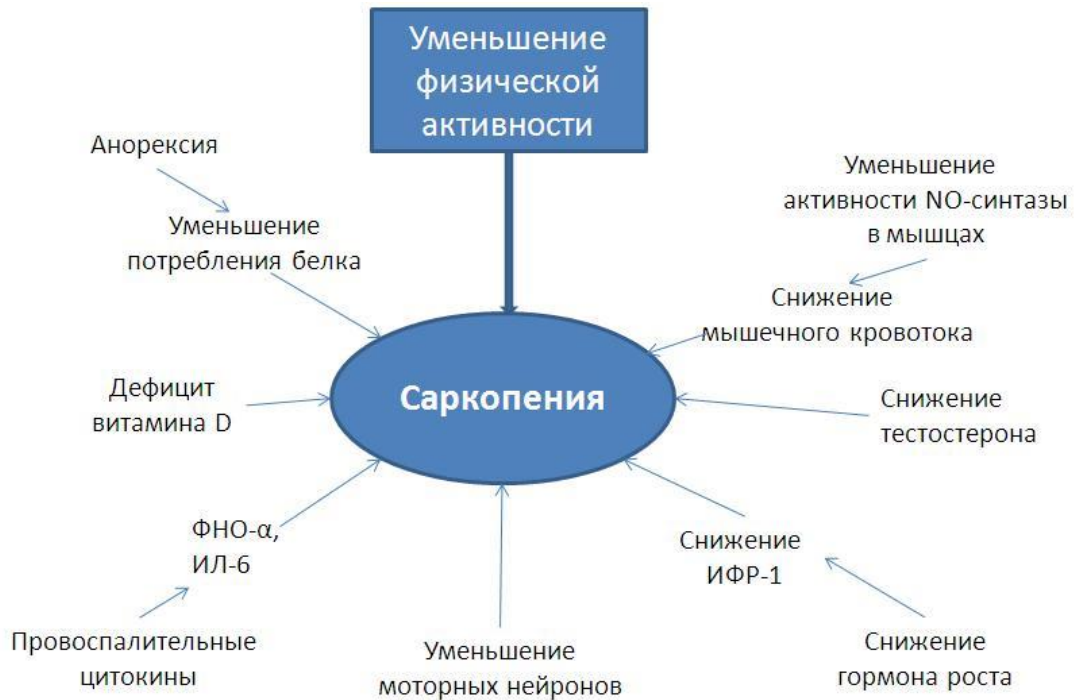 Уменьшение
физической
активности
Анорексия
Уменьшение
потребления белка
Уменьшение
активности NO-синтазы
в мышцах
Снижение
мышечного кровотока
Дефицит
витамина D
Саркопения
Снижение
тестостерона
ФНО-α,
ИЛ-6
Снижение
ИФР-1
Провоспалительные
цитокины
Уменьшение
моторных нейронов
Снижение
гормона роста